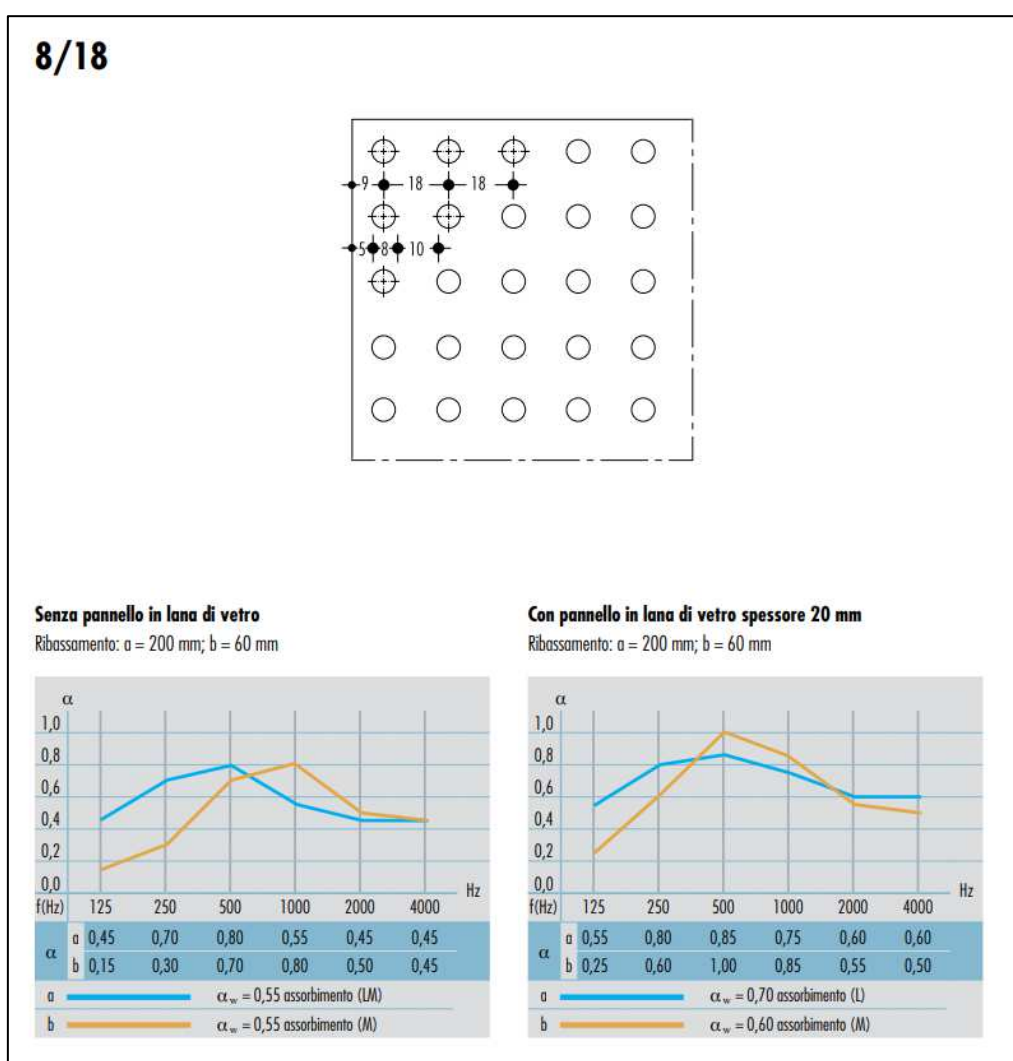 8/18
9 18 18
5 8 10
Senza pannello in lana di vetro
Ribassamento: a = 200 mm; b = 60 mm
α
1,0
0,8
0,6
0,4
0,2
0,0
Hz
f(Hz) 125 250 500 1000 2000 4000
α
a 0,45 0,70 0,80 0,55 0,45 0,45
b 0,15 0,30 0,70 0,80 0,50 0,45
a αw = 0,55 assorbimento (LM)
b αw = 0,55 assorbimento (M)
Con pannello in lana di vetro spessore 20 mm
Ribassamento: a = 200 mm; b = 60 mm
α
1,0
0,8
0,6
0,4
0,2
0,0
Hz
f(Hz) 125 250 500 1000 2000 4000
α
a 0,55 0,80 0,85 0,75 0,60 0,60
b 0,25 0,60 1,00 0,85 0,55 0,50
a αw = 0,70 assorbimento (L)
b αw = 0,60 assorbimento (M)